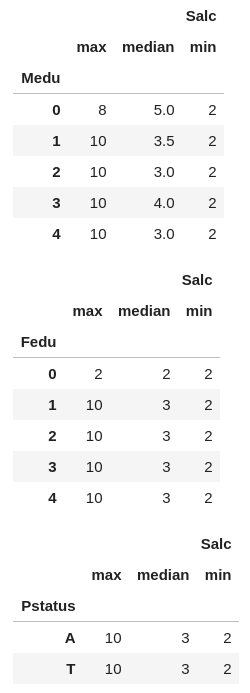 Salc
max median min
Medu
0 8 5.0 2
1 10 3.5 2
2 10 3.0 2
3 10 4.0 2
4 10 3.0 2
Salc
max median min
Fedu
0 2 2 2
1 10 3 2
2 10 3 2
3 10 3 2
4 10 3 2
Salc
max median min
Pstatus
A 10 3 2
T 10 3 2